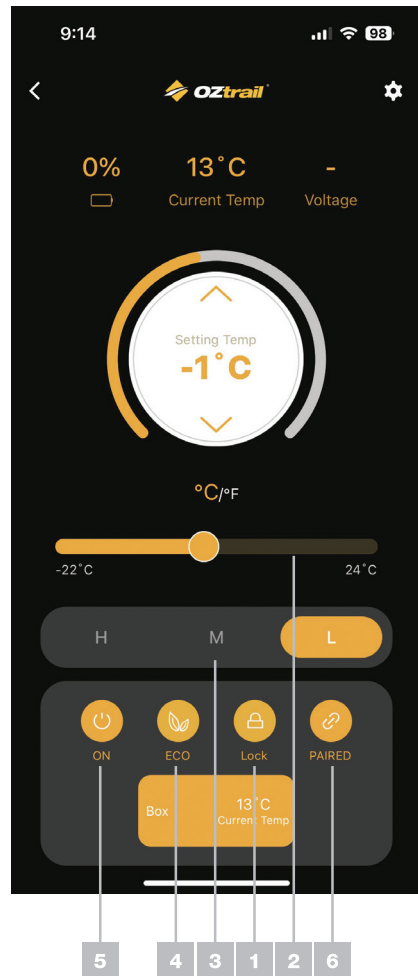 9:14 98
OZtrail
0% 13°C -
Current Temp Voltage
Setting Temp
-1°C
°C/°F
-22°C 24°C
H M L
ON ECO Lock PAIRED
Box 13°C
Current Temp
5 4 3 1 2 6